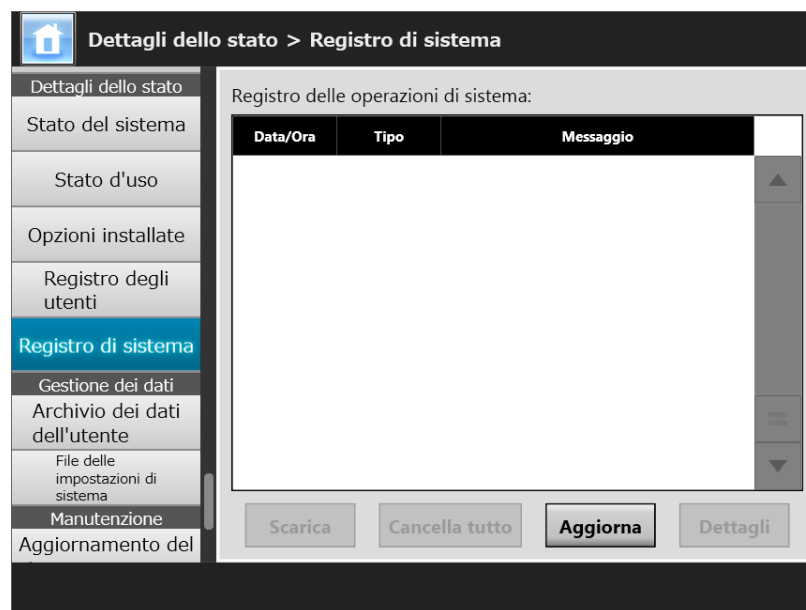 Dettagli dello stato > Registro di sistema
Dettagli dello stato
Stato del sistema
Stato d'uso
Opzioni installate
Registro degli
utenti
Registro di sistema
Gestione dei dati
Archivio dei dati
dell'utente
File delle
impostazioni di
sistema
Manutenzione
Aggiornamento del
Registro delle operazioni di sistema:
Data/Ora Tipo Messaggio
Scarica Cancella tutto Aggiorna Dettagli